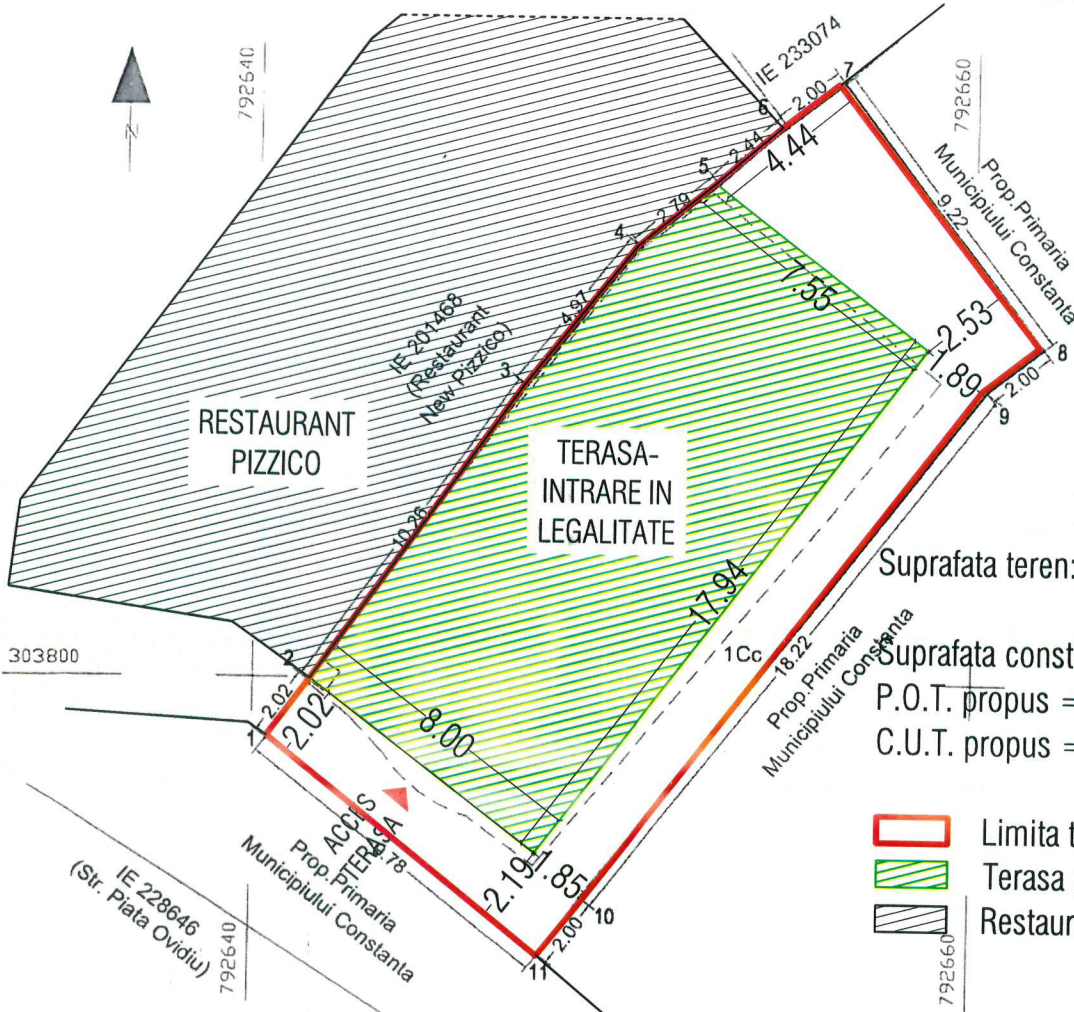 792640
IE 233074
792660
N
7
2.00
6
2.44
4.44
5
2.79
4
Prop.Primaria
Municipiului Constanta
9.22
7.55
4.97
IE 201468
(Restaurant
New Pizzico)
3
2.53
8
1.89
2.00
9
RESTAURANT
PIZZICO
TERASA-
INTRARE IN
LEGALITATE
10.26
17.94
Suprafata teren:
303800
2
1Cc
18.22
Prop.Primaria
Municipiului Constanta
Suprafata const
P.O.T. propus =
C.U.T. propus =
2.02
2.02
1
8.00
ACCES
TERASA
Prop.Primaria
Municipiului Constanta
Limita t
Terasa
Restaur
2.19
1.85
10
2.00
11
IE 228646
(Str. Piata Ovidiu)
792640
792660